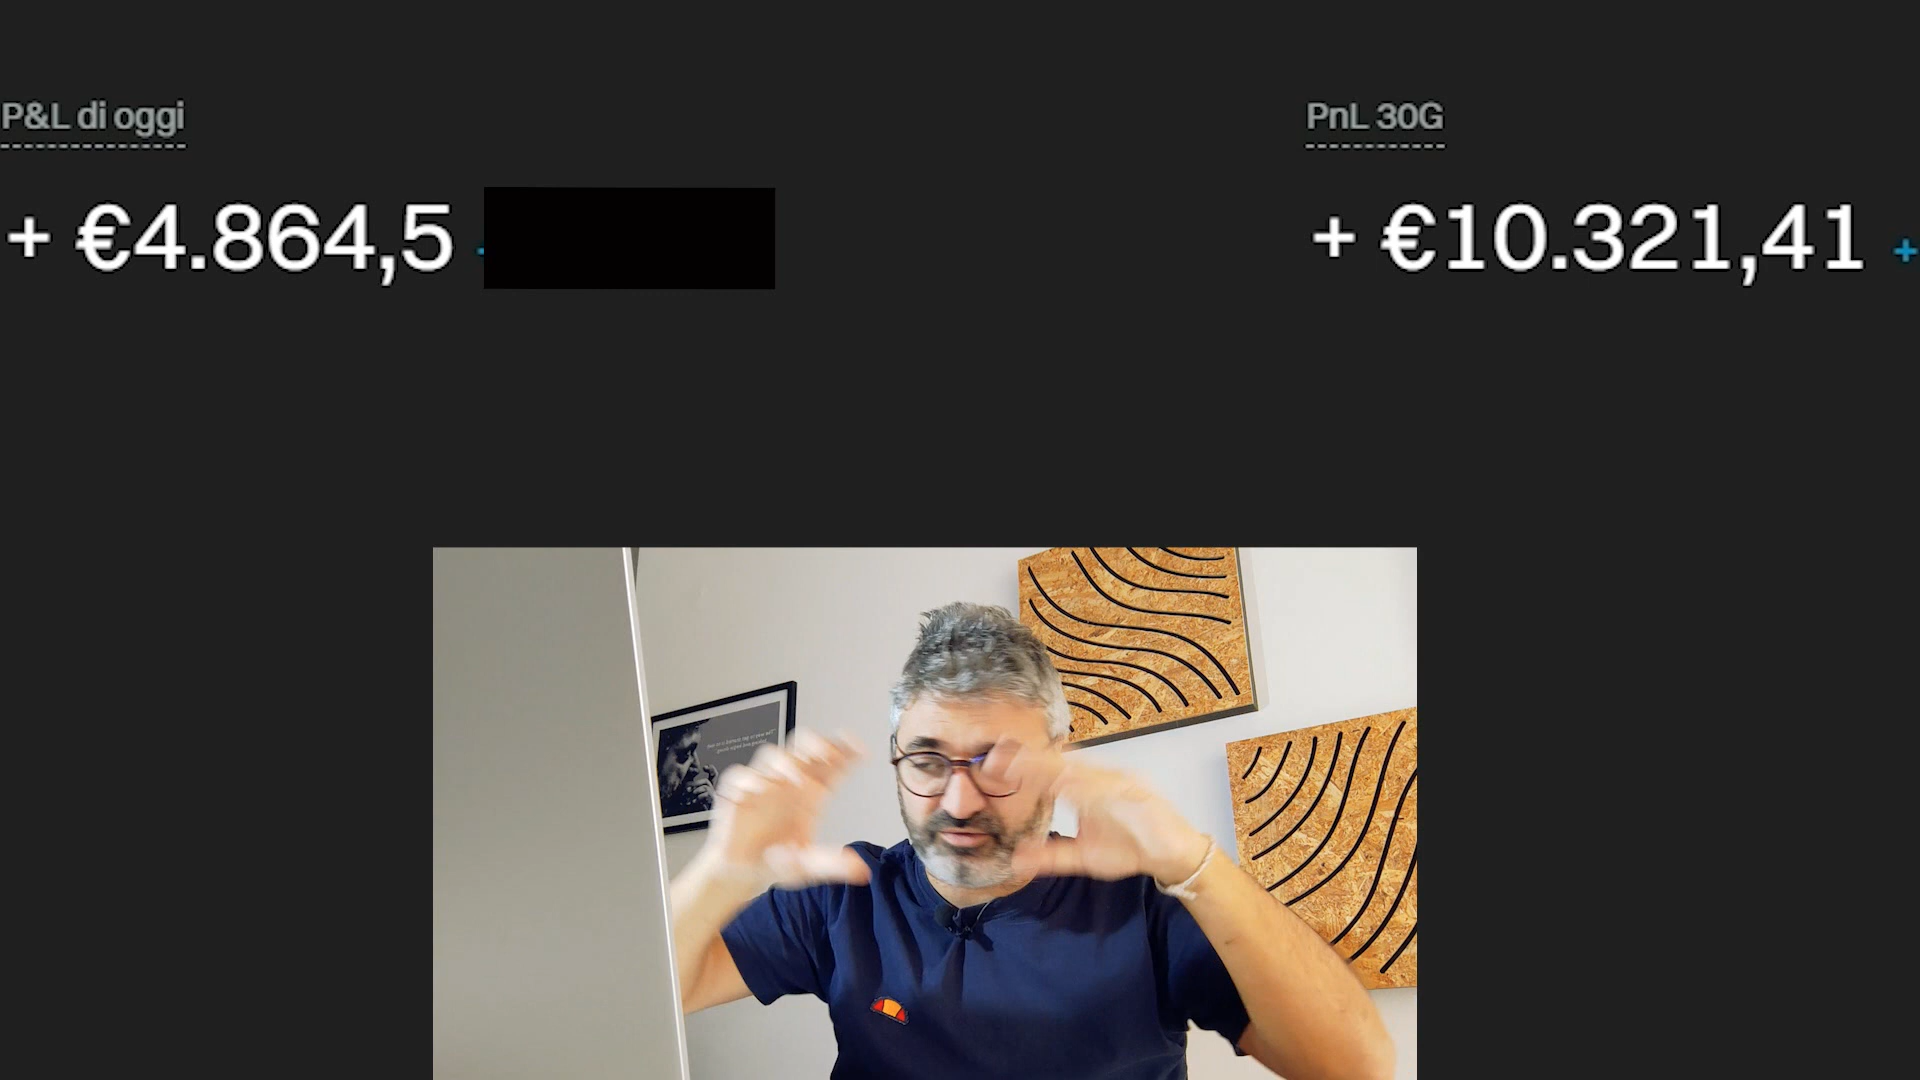 P&L di oggi
PnL 30G
+ €4.864,5
+ €10.321,41 +